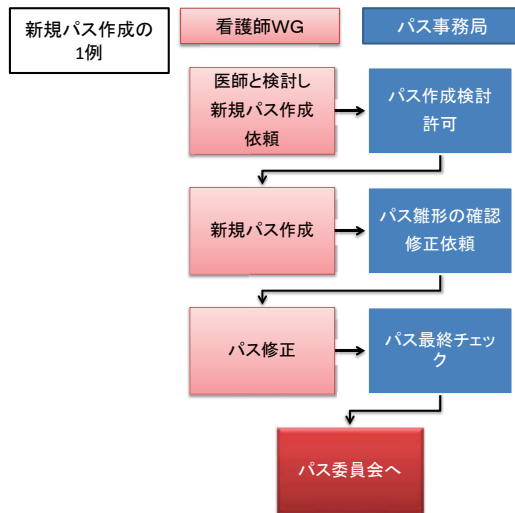 新規パス作成の
1例
看護師WG
パス事務局
医師と検討し
新規パス作成
依頼
パス作成検討
許可
新規パス作成
パス雛形の確認
修正依頼
パス修正
パス最終チェッ
ク
パス委員会へ